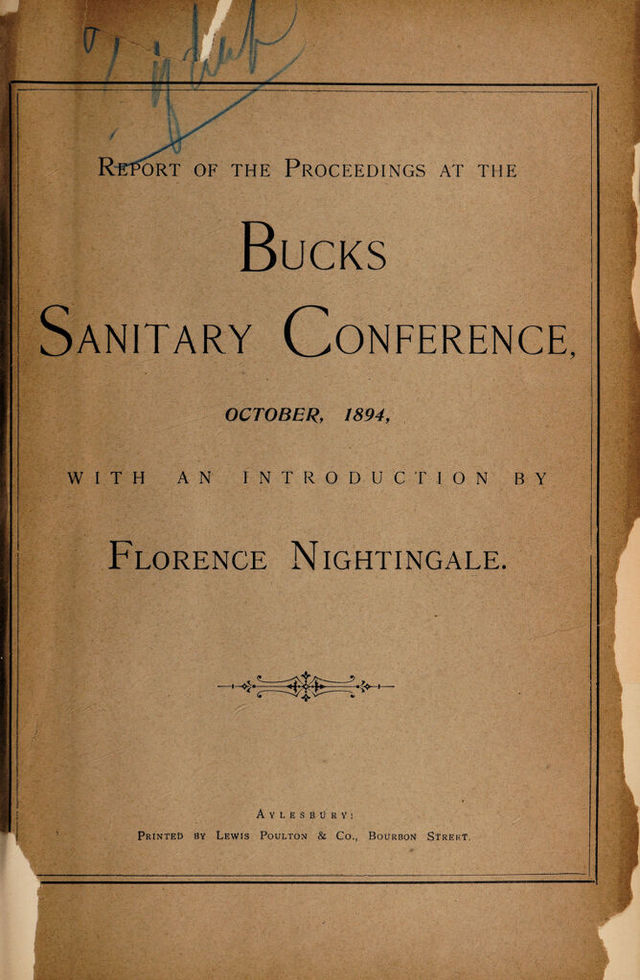 Report of the Proceedings at the
Bucks
Sanitary Conference,
OCTOBER, 1894,
WITH AN INTRODUCTION BY
Florence Nightingale.
Aylesbury:
Printed by Lewis Poulton & Co., Bourbon Street.